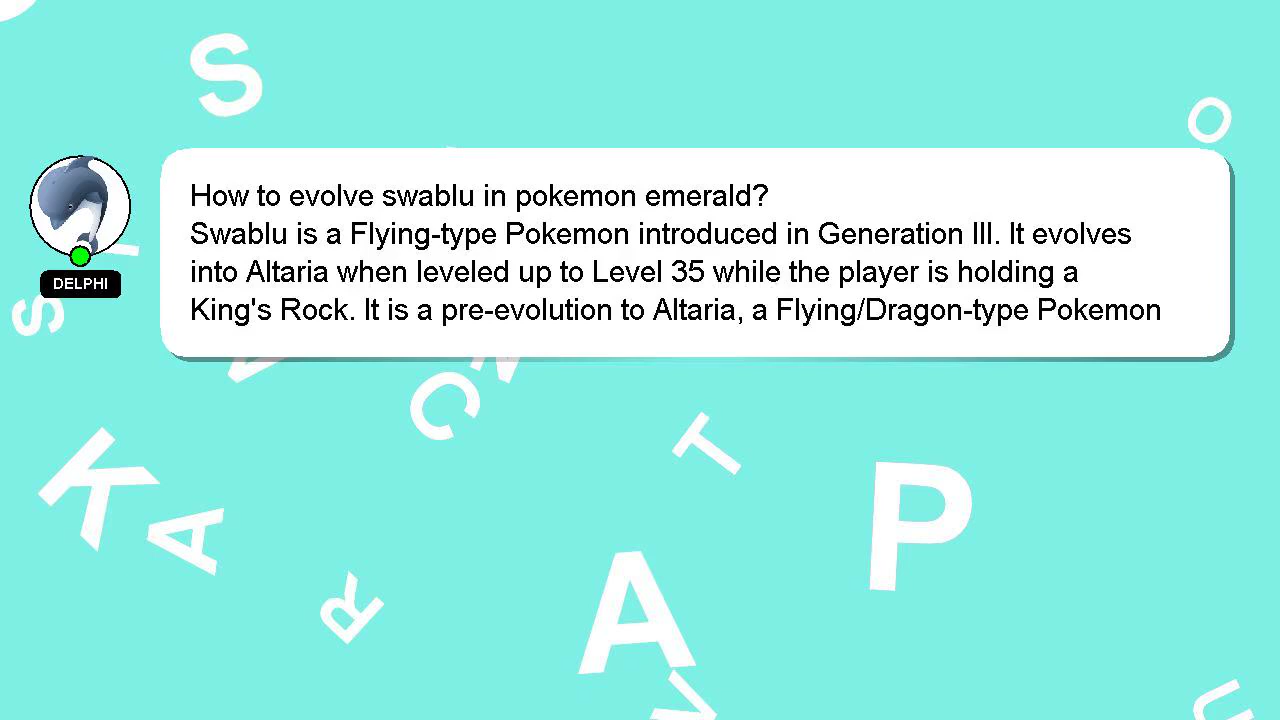 How to evolve swablu in pokemon emerald?
Swablu is a Flying-type Pokemon introduced in Generation III. It evolves
into Altaria when leveled up to Level 35 while the player is holding a
King's Rock. It is a pre-evolution to Altaria, a Flying/Dragon-type Pokemon
DELPHI
S
O
S
K
A
C
T
P
R
A